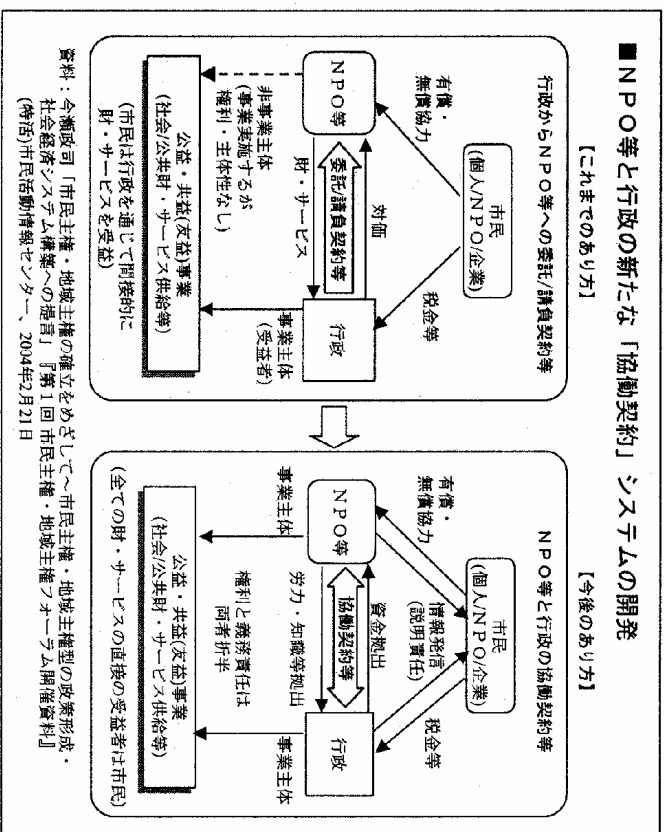 ■NPO等と行政の新たな「協働契約」システムの開発
【これまでのあり方】
行政からNPO等への委託/請負契約等
市民
(個人/NPO/企業)
有償・
無償協力
税金等
NPO等
対価
委託/請負契約等
財・サービス
行政
非事業主体
(事業実施するが
権利・主体性なし)
事業主体
(受益者)
公益・共益(友益)事業
(社会/公共財・サービス供給等)
(市民は行政を通じて間接的に
財・サービスを受益)
【今後のあり方】
NPO等と行政の協働契約等
市民
(個人/NPO/企業)
有償・
無償協力
情報発信
(説明責任)
税金等
NPO等
資金拠出
協働契約等
労力・知識等拠出
行政
事業主体
権利と義務責任は
両者折半
事業主体
公益・共益(友益)事業
(社会/公共財・サービス供給等)
(全ての財・サービスの直接の受益者は市民)
資料：今瀬政司「市民主権・地域主権の確立をめざして～市民主権・地域主権型の政策形成・
社会経済システム構築への提言」『第1回 市民主権・地域主権フォーラム開催資料』
(特活)市民活動情報センター、2004年2月21日